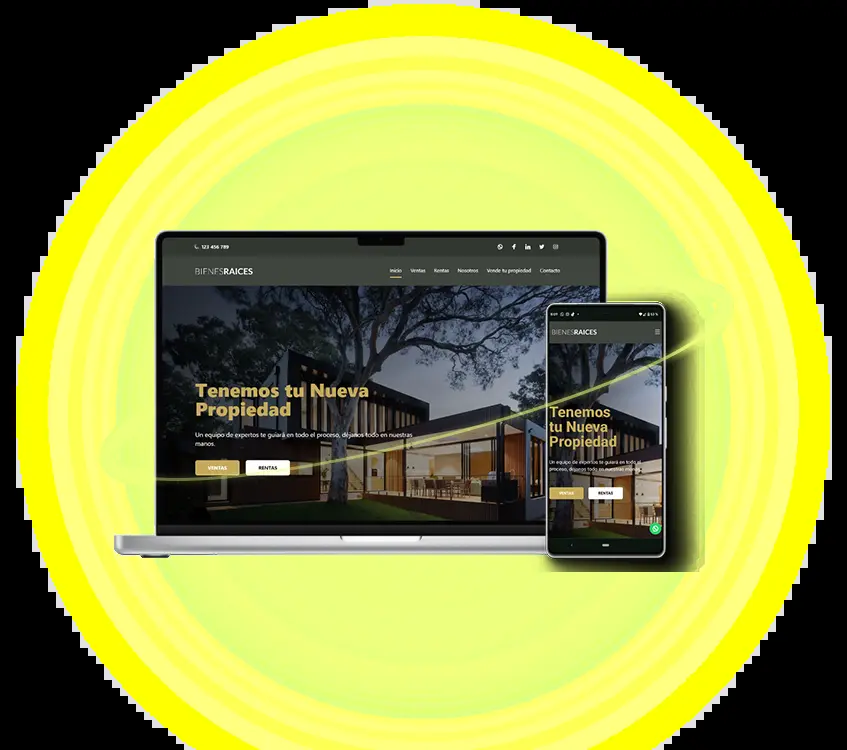 123 456 789
BIENESRAICES
Inicio Ventas Rentas Nosotros Vende tu propiedad Contacto
Tenemos tu Nueva
Propiedad
Un equipo de expertos te guiará en todo el proceso, déjanos todo en nuestras
manos.
VENTAS RENTAS
BIENESRAICES
Tenemos
tu Nueva
Propiedad
Un equipo de expertos te guiará en todo el
proceso, déjanos todo en nuestras manos.
VENTAS RENTAS